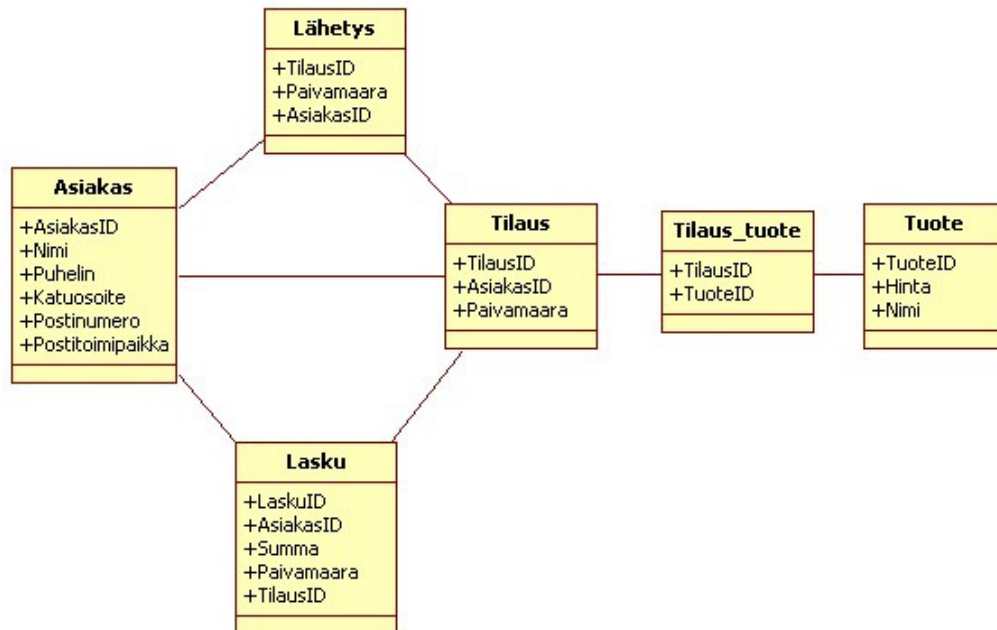 Lähetys
+TilausID
+Paivamaara
+AsiakasID
Asiakas
+AsiakasID
+Nimi
+Puhelin
+Katuosoite
+Postinumero
+Postitoimipaikka
Tilaus
+TilausID
+AsiakasID
+Paivamaara
Tilaus_tuote
+TilausID
+TuoteID
Tuote
+TuoteID
+Hinta
+Nimi
Lasku
+LaskuID
+AsiakasID
+Summa
+Paivamaara
+TilausID